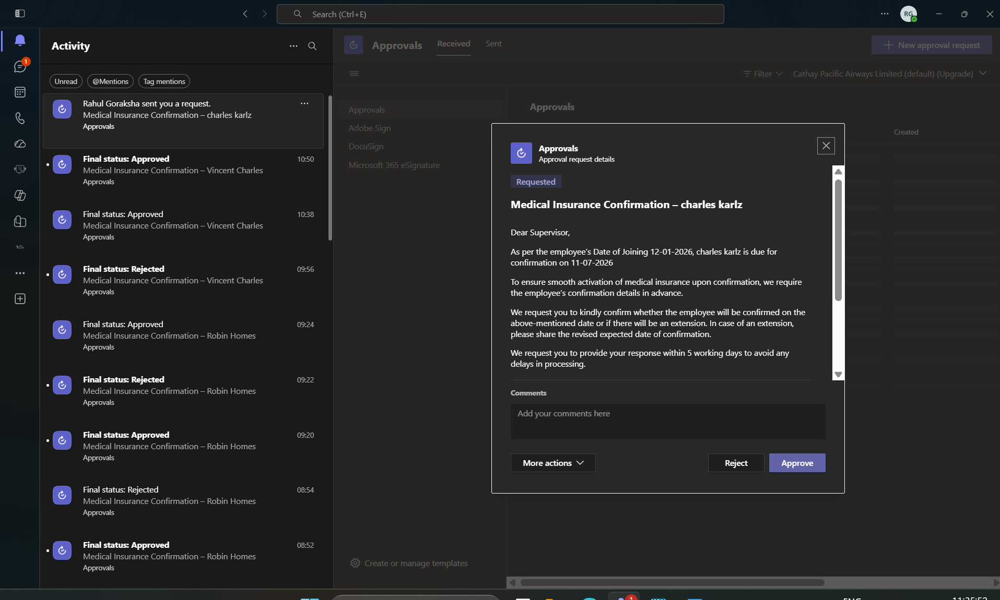 Search (Ctrl+E)
RG
Activity
1
Unread
@Mentions
Tag mentions
Rahul Goraksha sent you a request.
Medical Insurance Confirmation – charles karlz
Approvals
Final status: Approved
10:50
Medical Insurance Confirmation – Vincent Charles
Approvals
Final status: Approved
10:38
Medical Insurance Confirmation – Vincent Charles
Approvals
Final status: Rejected
09:56
Medical Insurance Confirmation – Vincent Charles
Approvals
Final status: Approved
09:24
Medical Insurance Confirmation – Robin Homes
Approvals
Final status: Rejected
09:22
Medical Insurance Confirmation – Robin Homes
Approvals
Final status: Approved
09:20
Medical Insurance Confirmation – Robin Homes
Approvals
Final status: Rejected
08:54
Medical Insurance Confirmation – Robin Homes
Approvals
Final status: Approved
08:52
Medical Insurance Confirmation – Robin Homes
Approvals
Approvals
Received
Sent
New approval request
Filter
Cathay Pacific Airways Limited (default) (Upgrade)
Approvals
Adobe Sign
DocuSign
Microsoft 365 eSignature
Create or manage templates
Approvals
Created
Approvals
Approval request details
Requested
Medical Insurance Confirmation – charles karlz
Dear Supervisor,
As per the employee's Date of Joining 12-01-2026, charles karlz is due for
confirmation on 11-07-2026
To ensure smooth activation of medical insurance upon confirmation, we require
the employee's confirmation details in advance.
We request you to kindly confirm whether the employee will be confirmed on the
above-mentioned date or if there will be an extension. In case of an extension,
please share the revised expected date of confirmation.
We request you to provide your response within 5 working days to avoid any
delays in processing.
Comments
Add your comments here
More actions
Reject
Approve
1